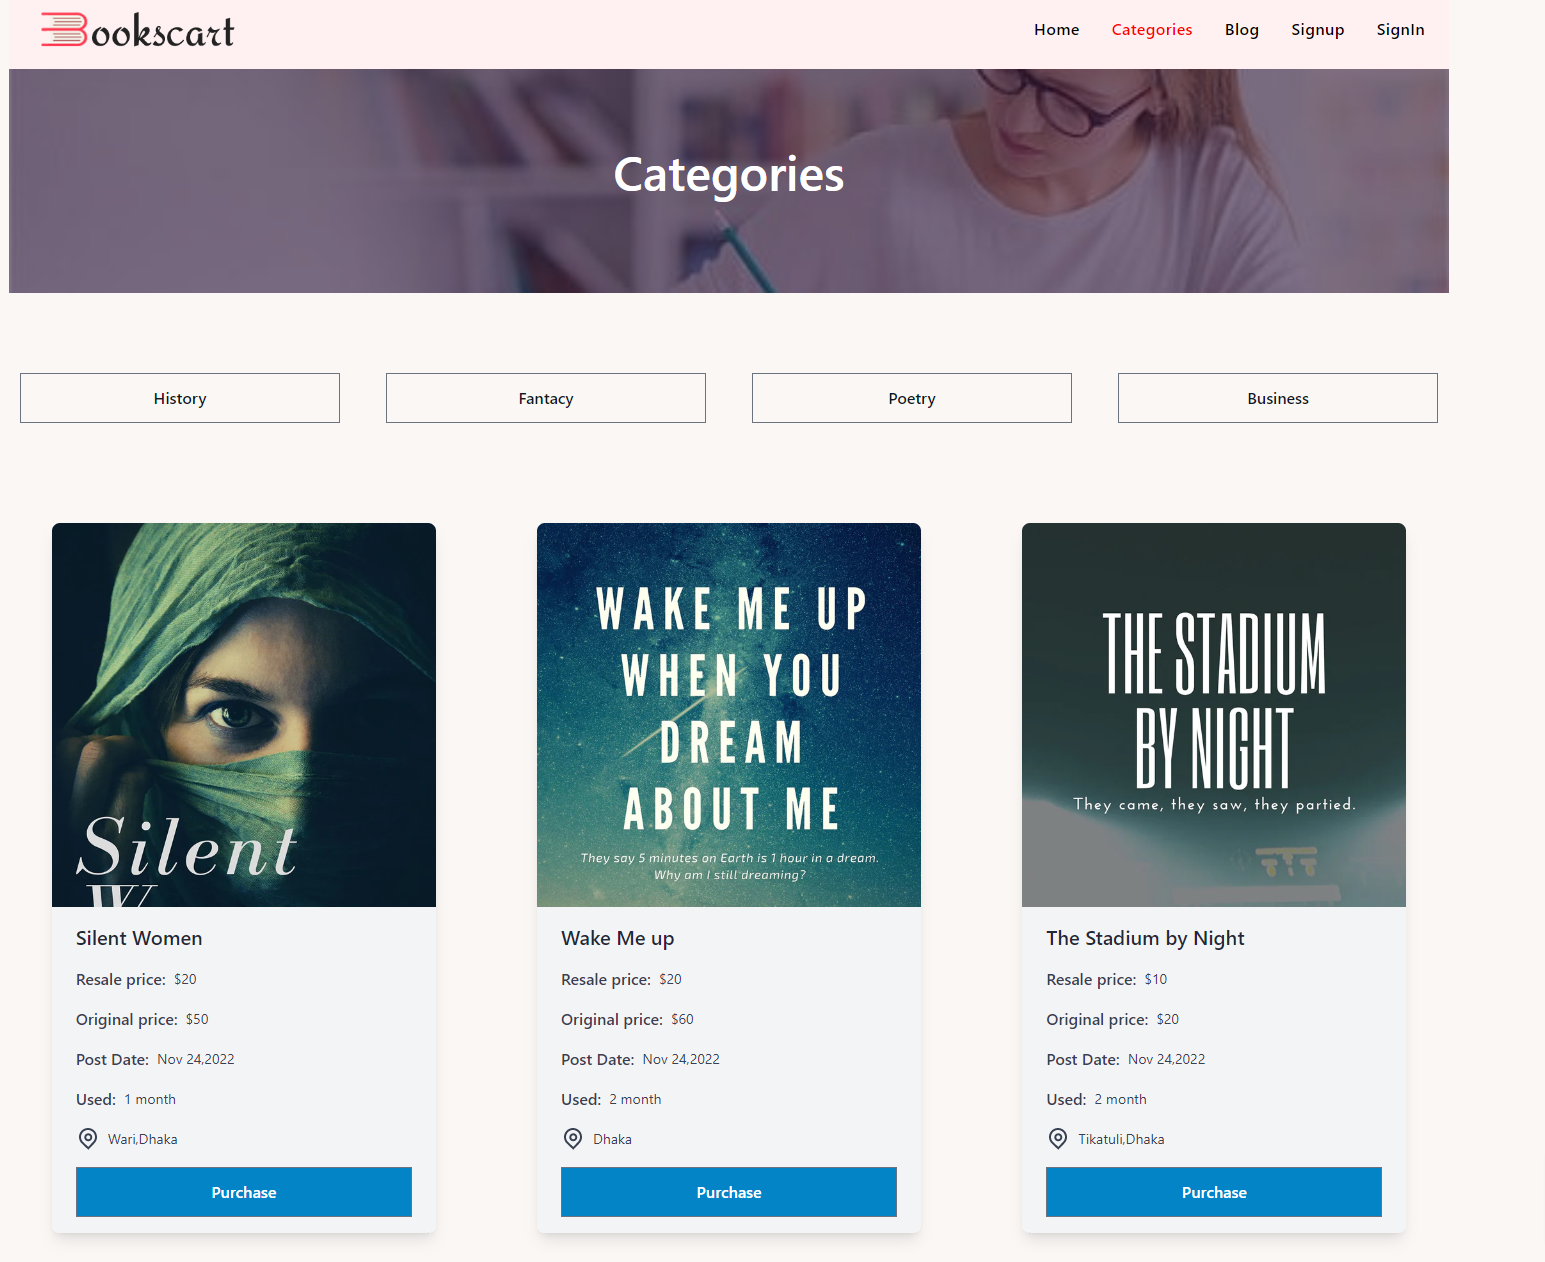 Bookscart
Home Categories Blog Signup SignIn
Categories
History Fantacy Poetry Business
Silent
W
WAKE ME UP
WHEN YOU
DREAM
ABOUT ME
They say 5 minutes on Earth is 1 hour in a dream.
Why am I still dreaming?
THE STADIUM
BY NIGHT
They came, they saw, they partied.
Silent Women
Resale price: $20
Original price: $50
Post Date: Nov 24,2022
Used: 1 month
Wari,Dhaka
Purchase
Wake Me up
Resale price: $20
Original price: $60
Post Date: Nov 24,2022
Used: 2 month
Dhaka
Purchase
The Stadium by Night
Resale price: $10
Original price: $20
Post Date: Nov 24,2022
Used: 2 month
Tikatuli,Dhaka
Purchase